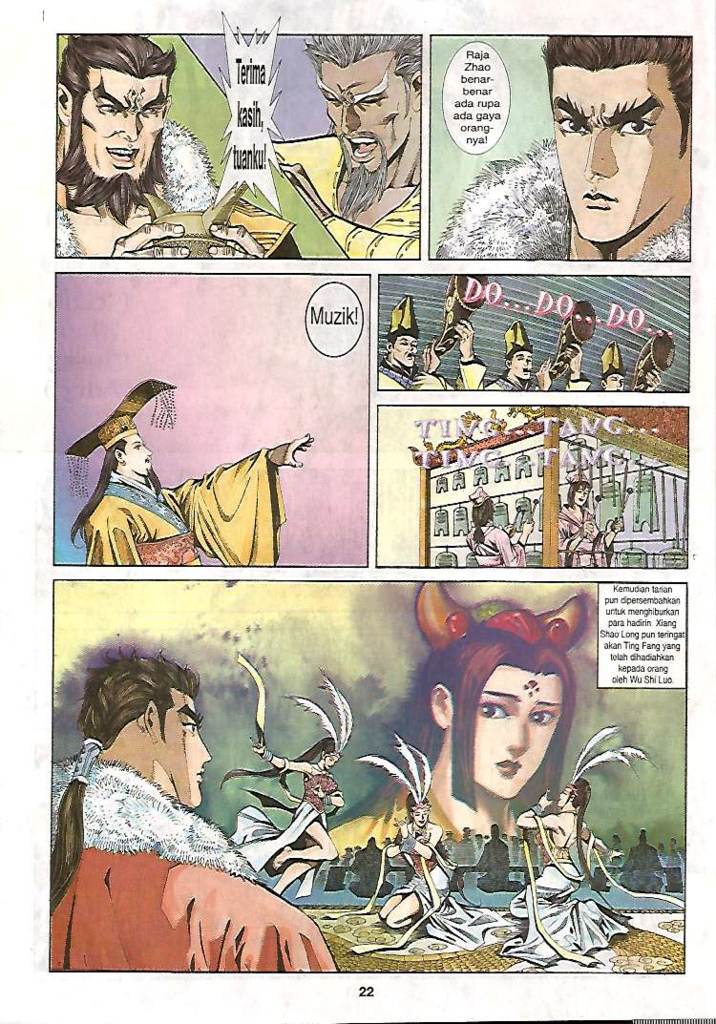 Terima
kasih,
tuanku!
Raja
Zhao
benar-
benar
ada rupa
ada gaya
orang-
nya!
Muzik!
DO...DO...DO...
TING...TANG...
TING...TANG...
Kemudian tarian
pun dipersembahkan
untuk menghiburkan
para hadirin. Xiang
Shao Long pun teringat
akan Ting Fang yang
telah dihadiahkan
kepada orang
oleh Wu Shi Luo.
22